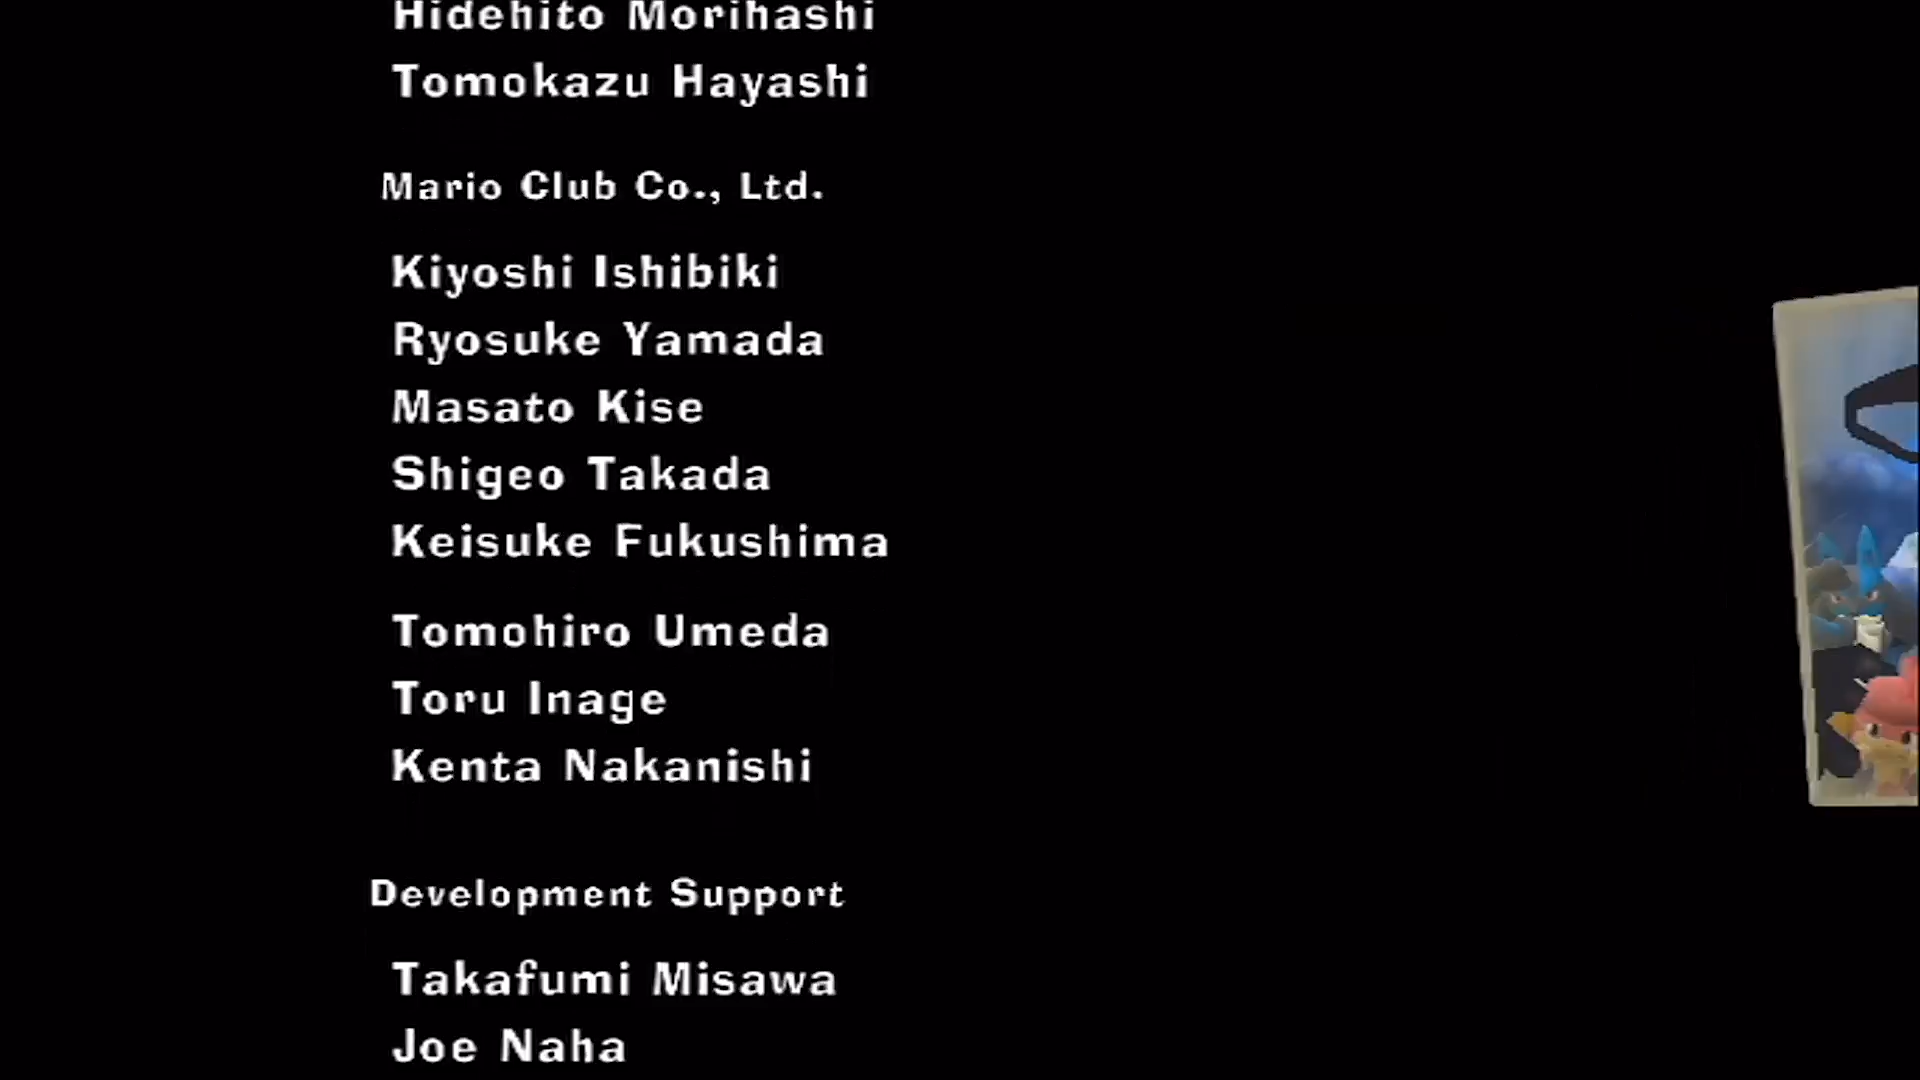 Hidehito Morihashi
Tomokazu Hayashi
Mario Club Co., Ltd.
Kiyoshi Ishibiki
Ryosuke Yamada
Masato Kise
Shigeo Takada
Keisuke Fukushima
Tomohiro Umeda
Toru Inage
Kenta Nakanishi
Development Support
Takafumi Misawa
Joe Naha